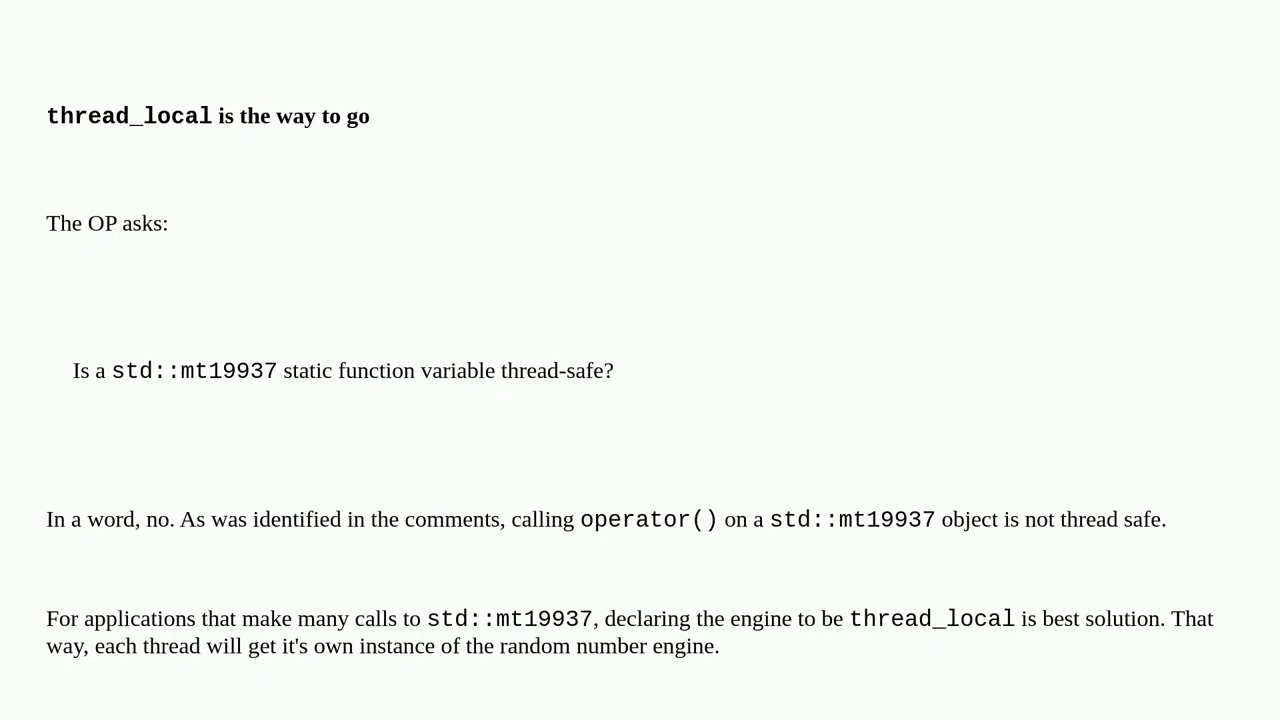 thread_local is the way to go
The OP asks:
Is a std::mt19937 static function variable thread-safe?
In a word, no. As was identified in the comments, calling operator() on a std::mt19937 object is not thread safe.
For applications that make many calls to std::mt19937, declaring the engine to be thread_local is best solution. That
way, each thread will get it's own instance of the random number engine.